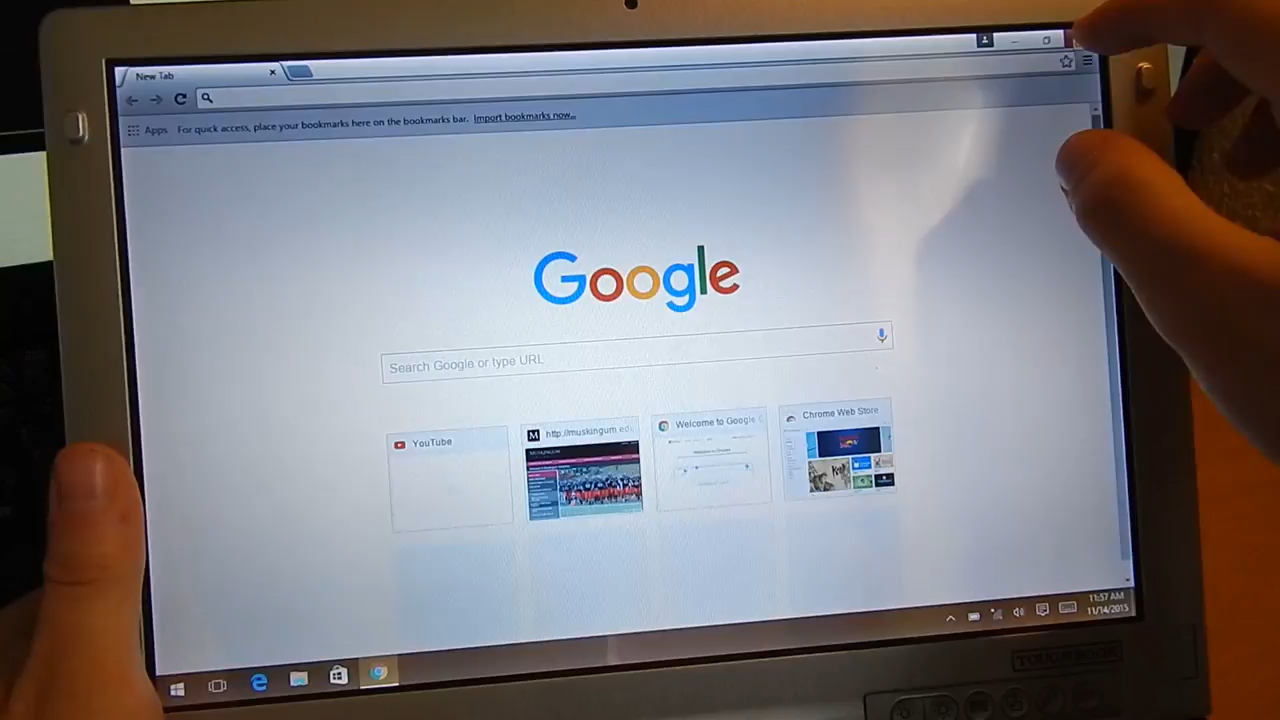 New Tab
Apps For quick access, place your bookmarks here on the bookmarks bar. Import bookmarks now...
Google
Search Google or type URL
YouTube
http://muskingum.edu
Welcome to Google C
Chrome Web Store
11:57 AM
11/14/2015
TOUGHBOOK